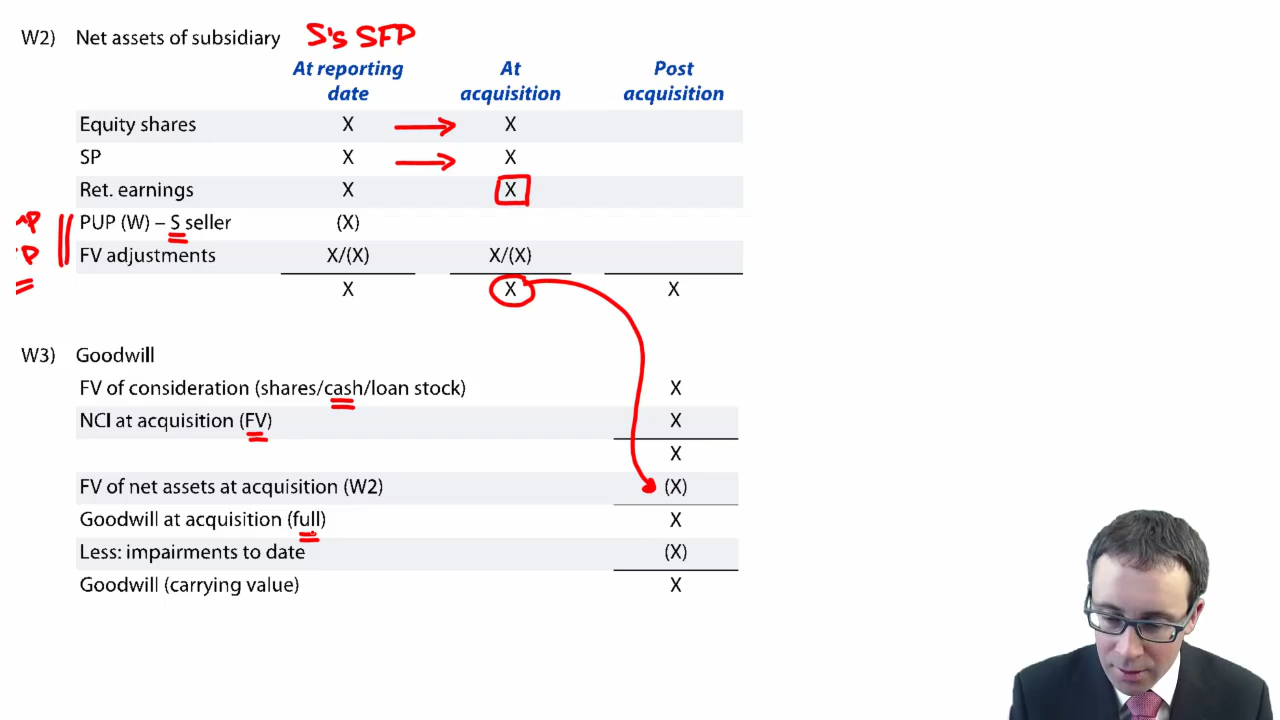 W2) Net assets of subsidiary S's SFP
At reporting date At acquisition Post acquisition
Equity shares X X
SP X X
Ret. earnings X X
PUP (W) – S seller (X)
FV adjustments X/(X) X/(X)
X X X
W3) Goodwill
FV of consideration (shares/cash/loan stock) X
NCI at acquisition (FV) X
X
FV of net assets at acquisition (W2) (X)
Goodwill at acquisition (full) X
Less: impairments to date (X)
Goodwill (carrying value) X